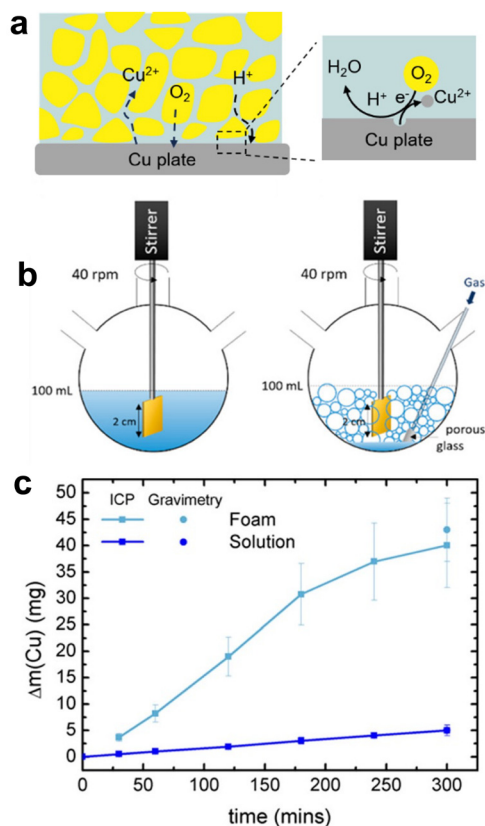 a
Cu²⁺
O₂
H⁺
Cu plate
H₂O
O₂
H⁺ e⁻
Cu²⁺
Cu plate
b
Stirrer
40 rpm
100 mL
2 cm
Stirrer
40 rpm
Gas
100 mL
2 cm
porous
glass
c
ICP Gravimetry
Foam
Solution
Δm(Cu) (mg)
50
45
40
35
30
25
20
15
10
5
0
0 50 100 150 200 250 300
time (mins)